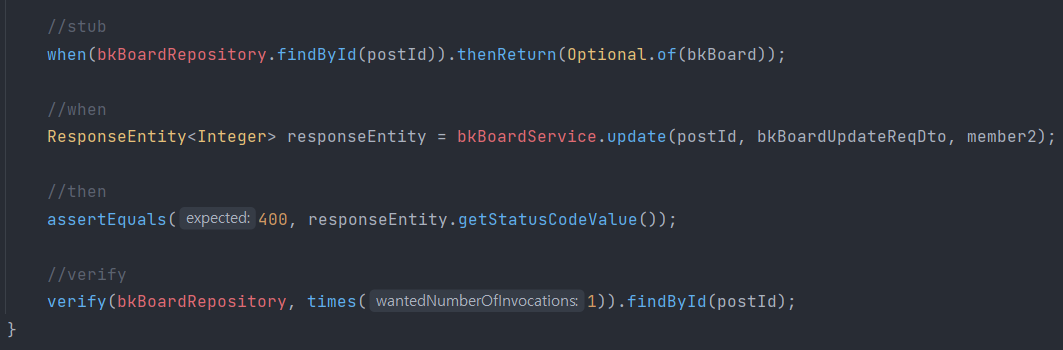 //stub
when(bkBoardRepository.findById(postId)).thenReturn(Optional.of(bkBoard));
//when
ResponseEntity<Integer> responseEntity = bkBoardService.update(postId, bkBoardUpdateReqDto, member2);
//then
assertEquals( expected: 400, responseEntity.getStatusCodeValue());
//verify
verify(bkBoardRepository, times( wantedNumberOfInvocations: 1)).findById(postId);
}